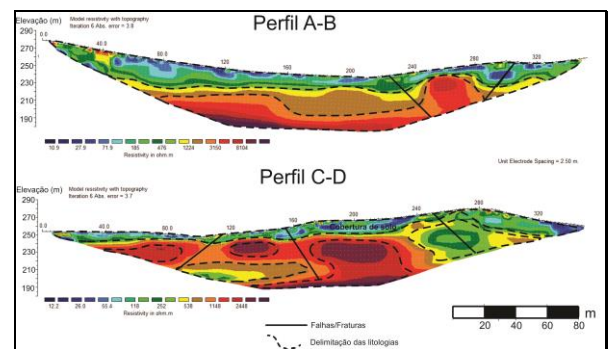 Perfil A-B
Elevação (m)
Model resistivity with topography
Iteration 6 Abs. error = 3.8
290
270
250
230
210
190
0.0
40.0
80.0
120
160
200
240
280
320
10.9 27.9 71.9 185 476 1224 3150 8104
Resistivity in ohm.m
Unit Electrode Spacing = 2.50 m.
Perfil C-D
Elevação (m)
Model resistivity with topography
Iteration 6 Abs. error = 3.7
290
270
250
230
210
190
0.0
40.0
80.0
120
160
200
240
280
320
Cobertura de solo
12.2 26.0 55.4 118 252 538 1148 2448
Resistivity in ohm.m
Falhas/Fraturas
Delimitação das litologias
m
20 40 60 80